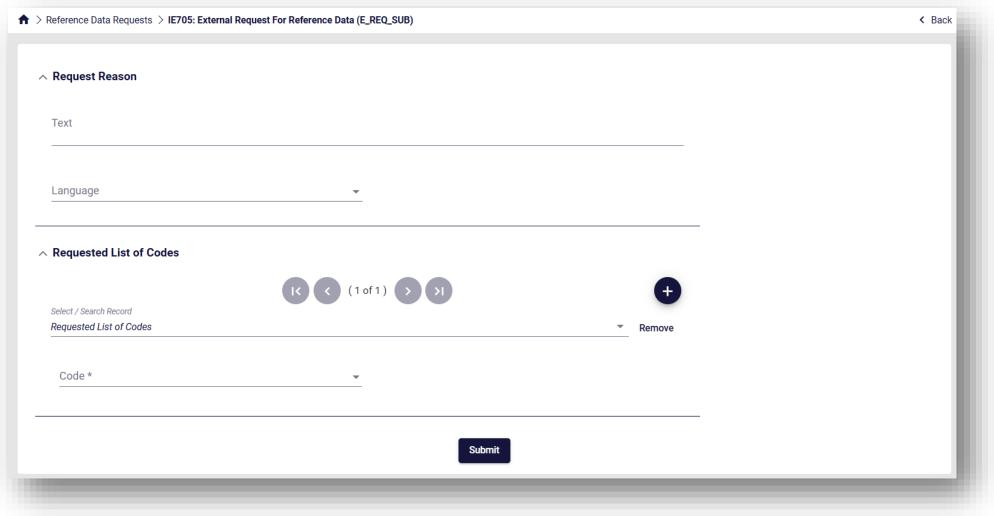 > Reference Data Requests > IE705: External Request For Reference Data (E_REQ_SUB) < Back
Request Reason
Text
Language
Requested List of Codes
( 1 of 1 )
+
Select / Search Record
Requested List of Codes Remove
Code *
Submit